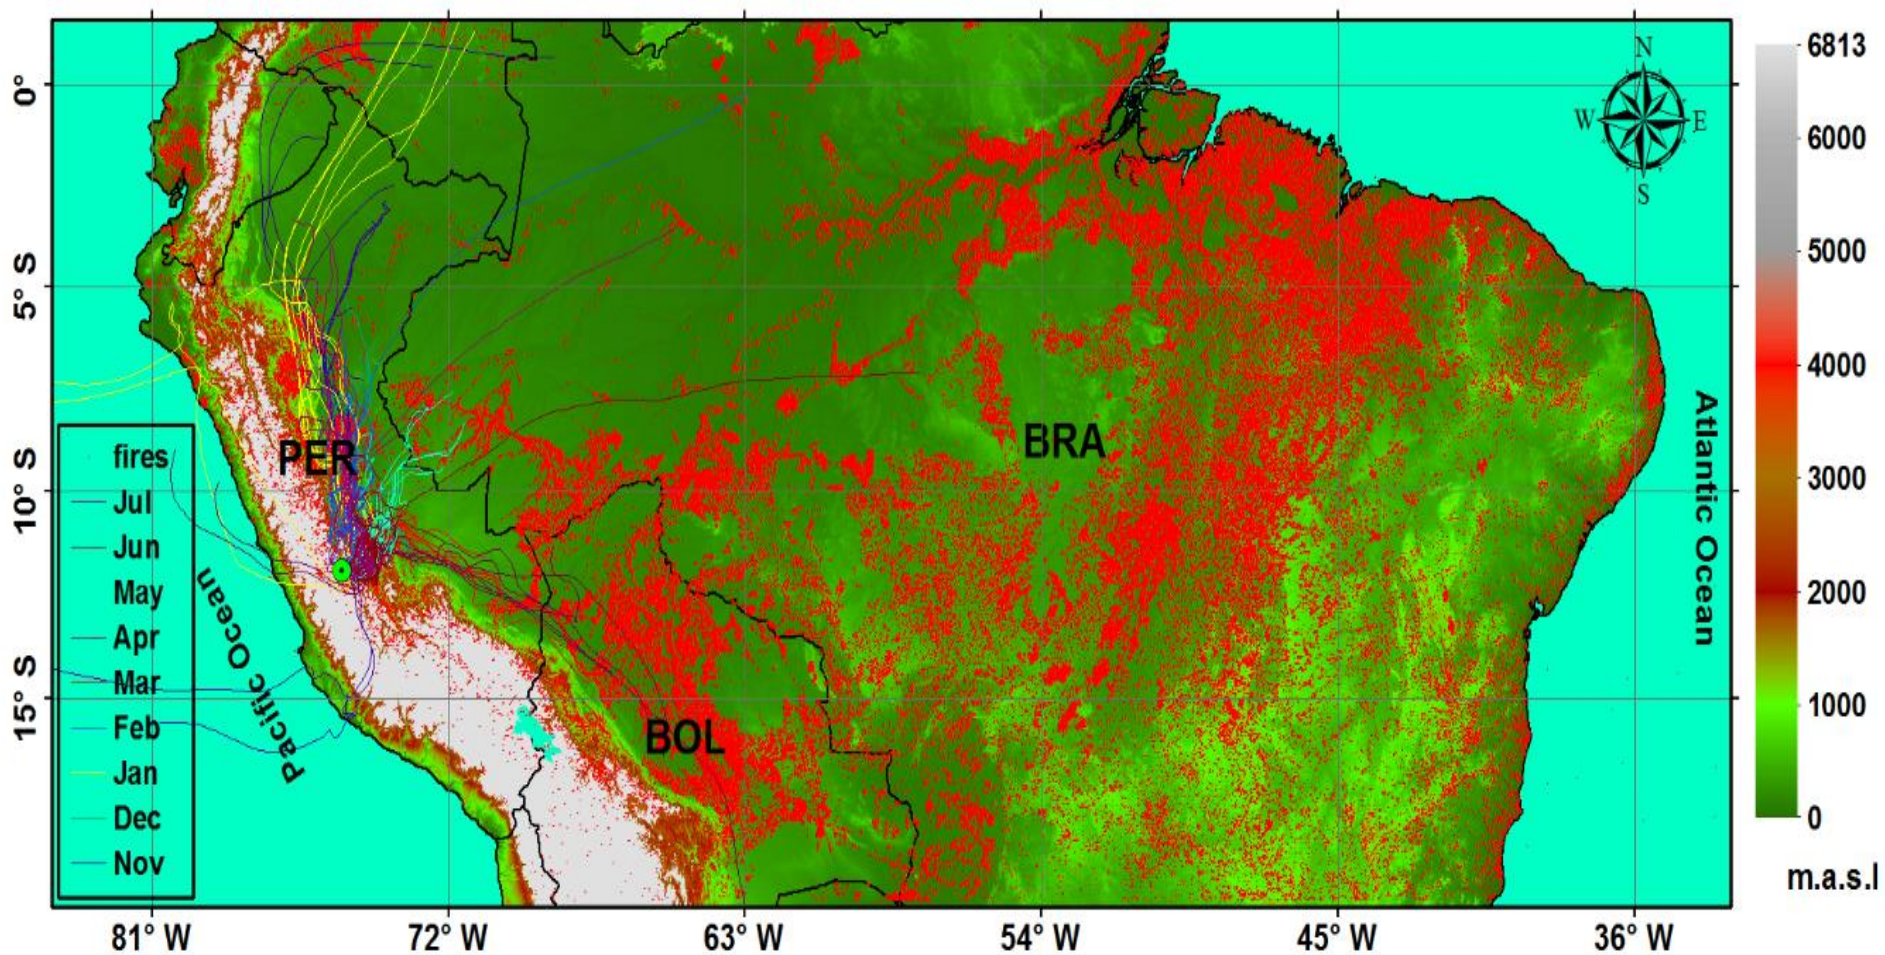 N
W E
S
0°
5° S
10° S
15° S
PER
BRA
BOL
Pacific Ocean
Atlantic Ocean
fires
Jul
Jun
May
Apr
Mar
Feb
Jan
Dec
Nov
81° W
72° W
63° W
54° W
45° W
36° W
6813
6000
5000
4000
3000
2000
1000
0
m.a.s.l